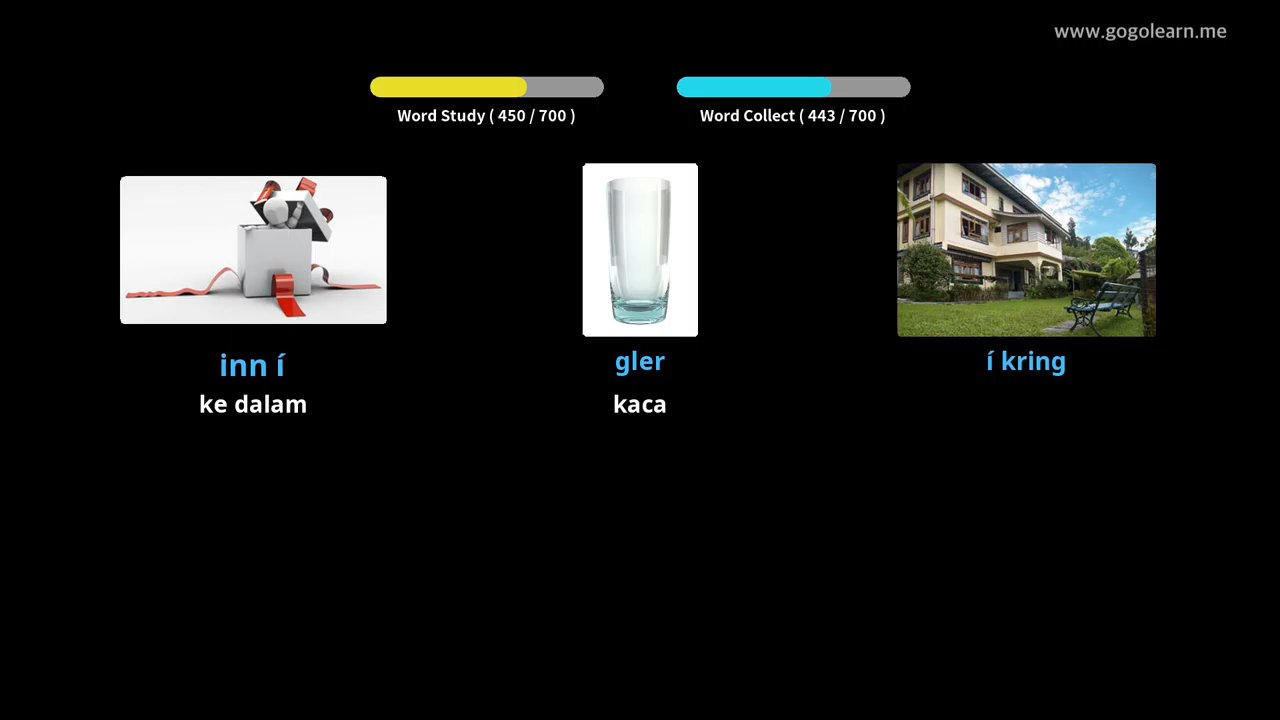 www.gogolearn.me
Word Study ( 450 / 700 )
Word Collect ( 443 / 700 )
inn í
ke dalam
gler
kaca
í kring